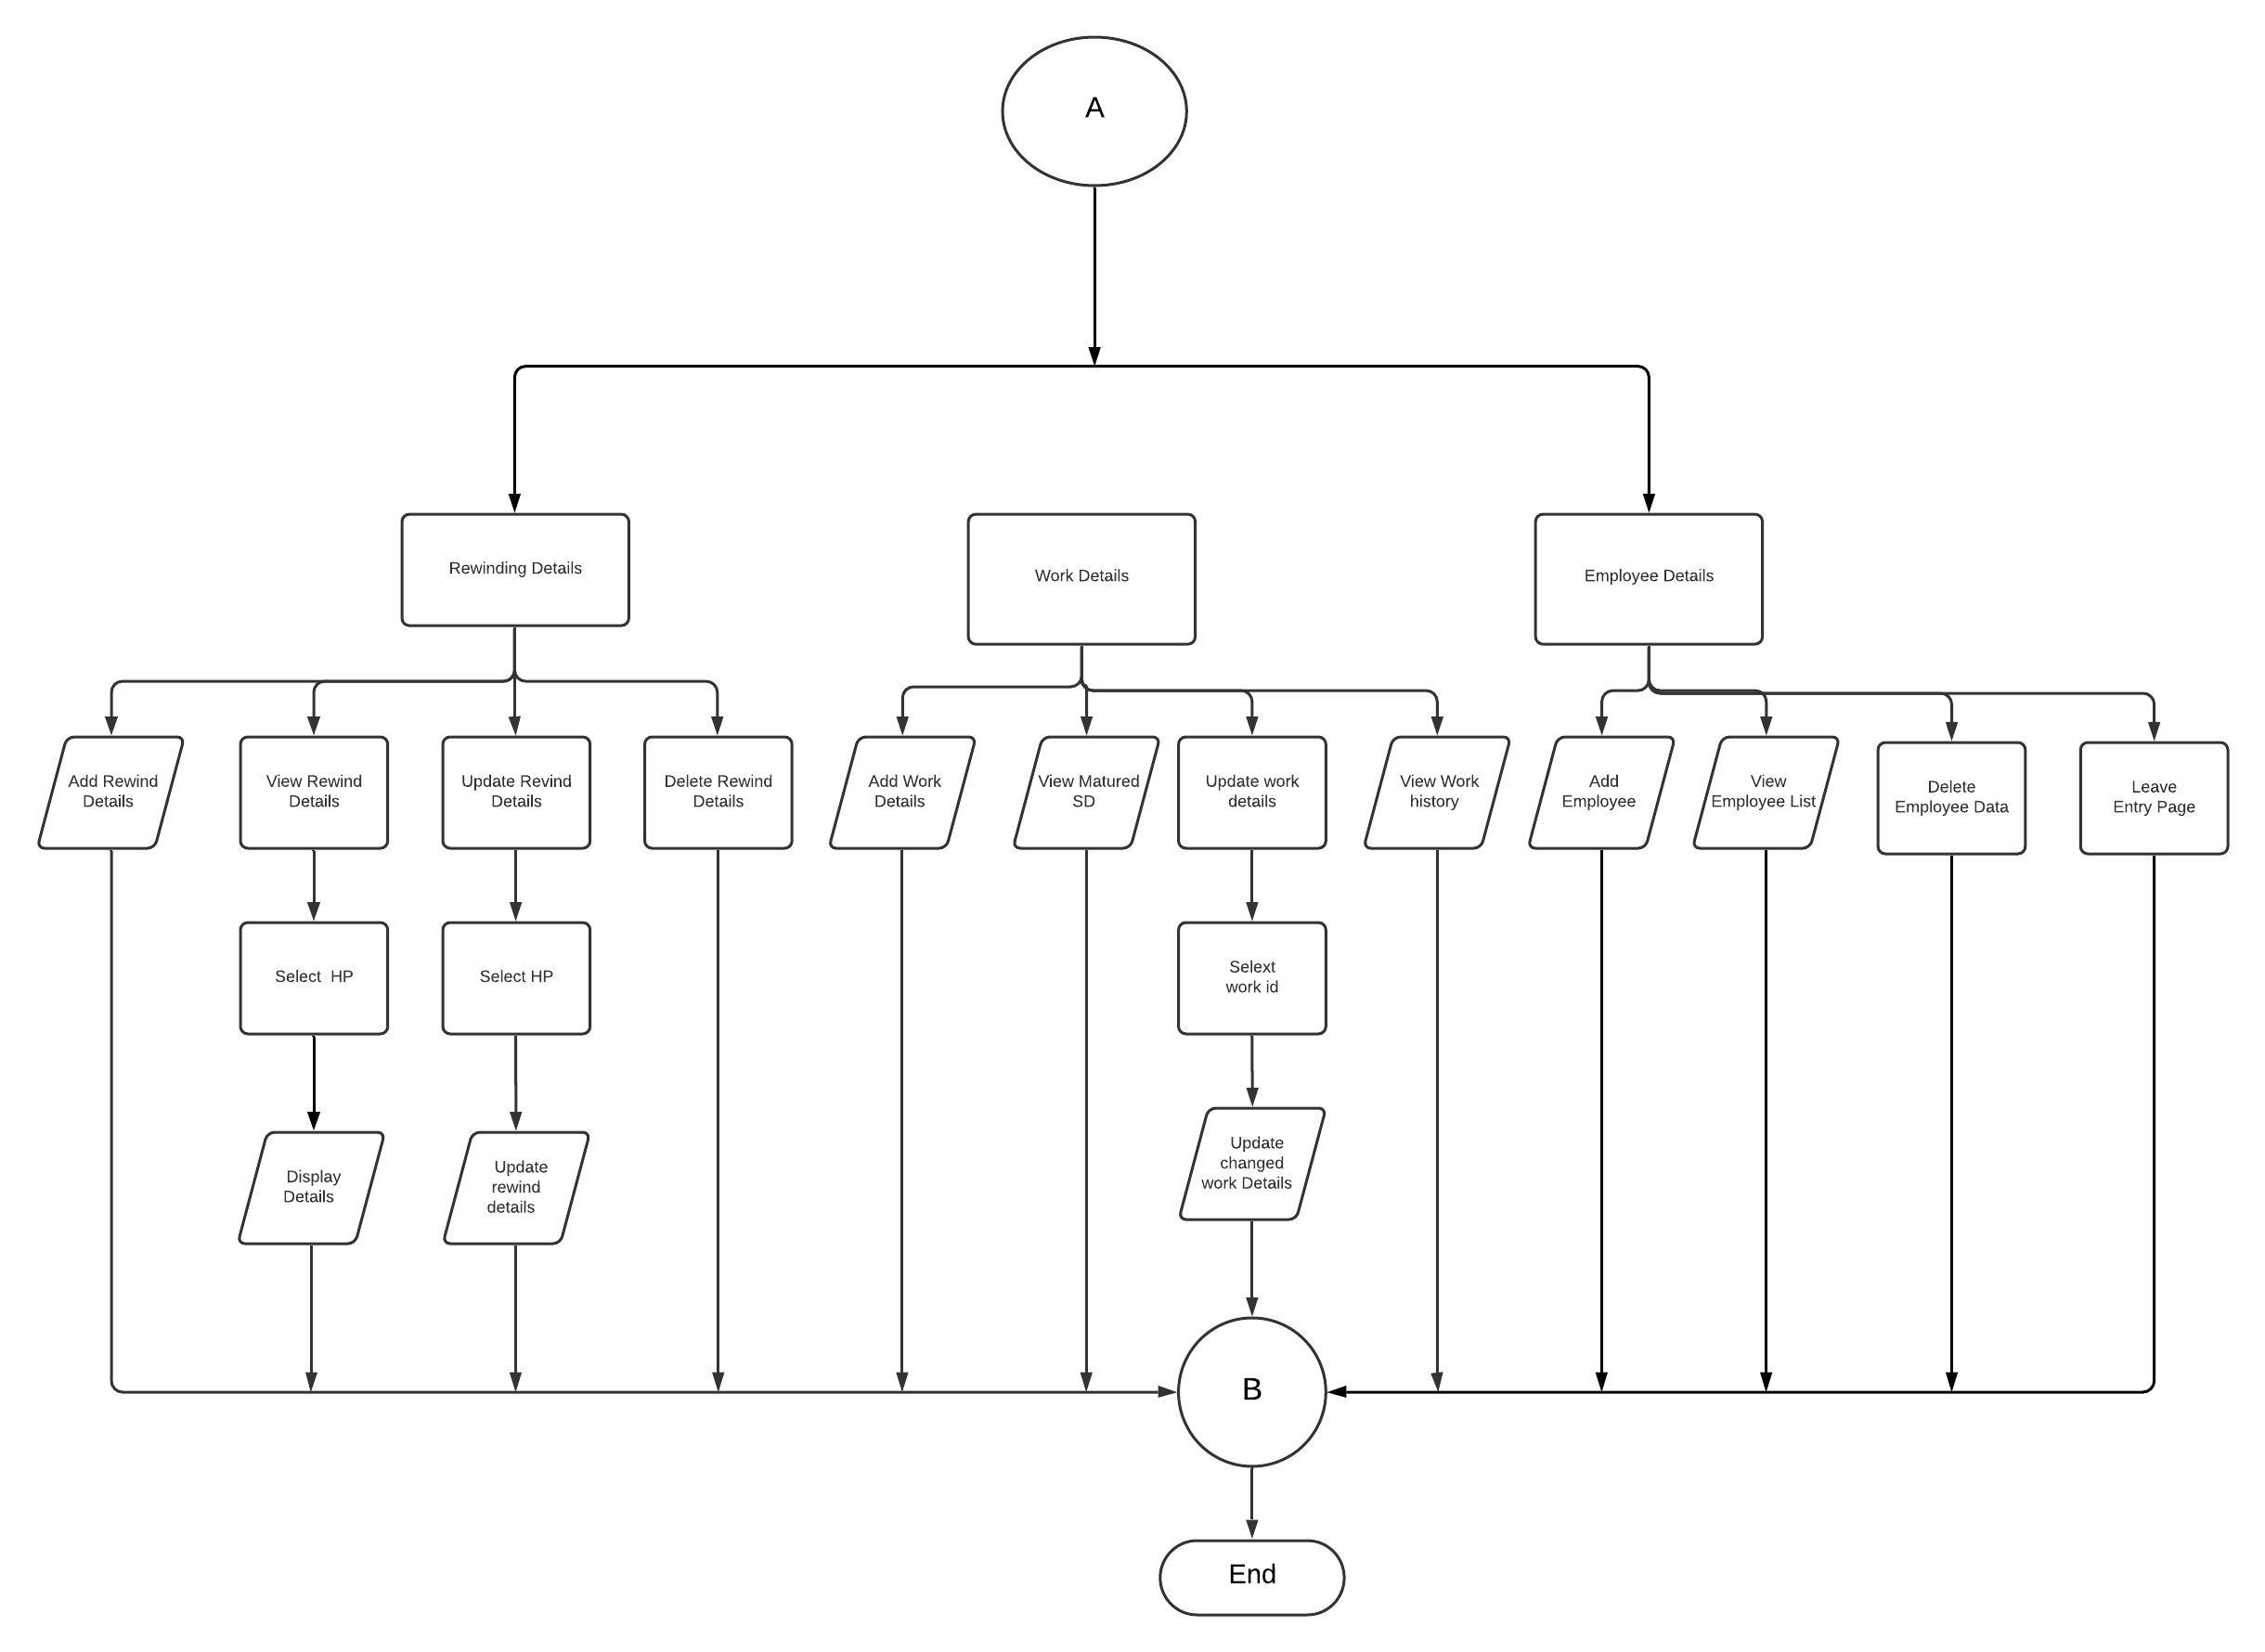 A
Rewinding Details
Work Details
Employee Details
Add Rewind
Details
View Rewind
Details
Update Revind
Details
Delete Rewind
Details
Add Work
Details
View Matured
SD
Update work
details
View Work
history
Add
Employee
View
Employee List
Delete
Employee Data
Leave
Entry Page
Select  HP
Select HP
Selext
work id
Display
Details
Update
rewind
details
Update
changed
work Details
B
End